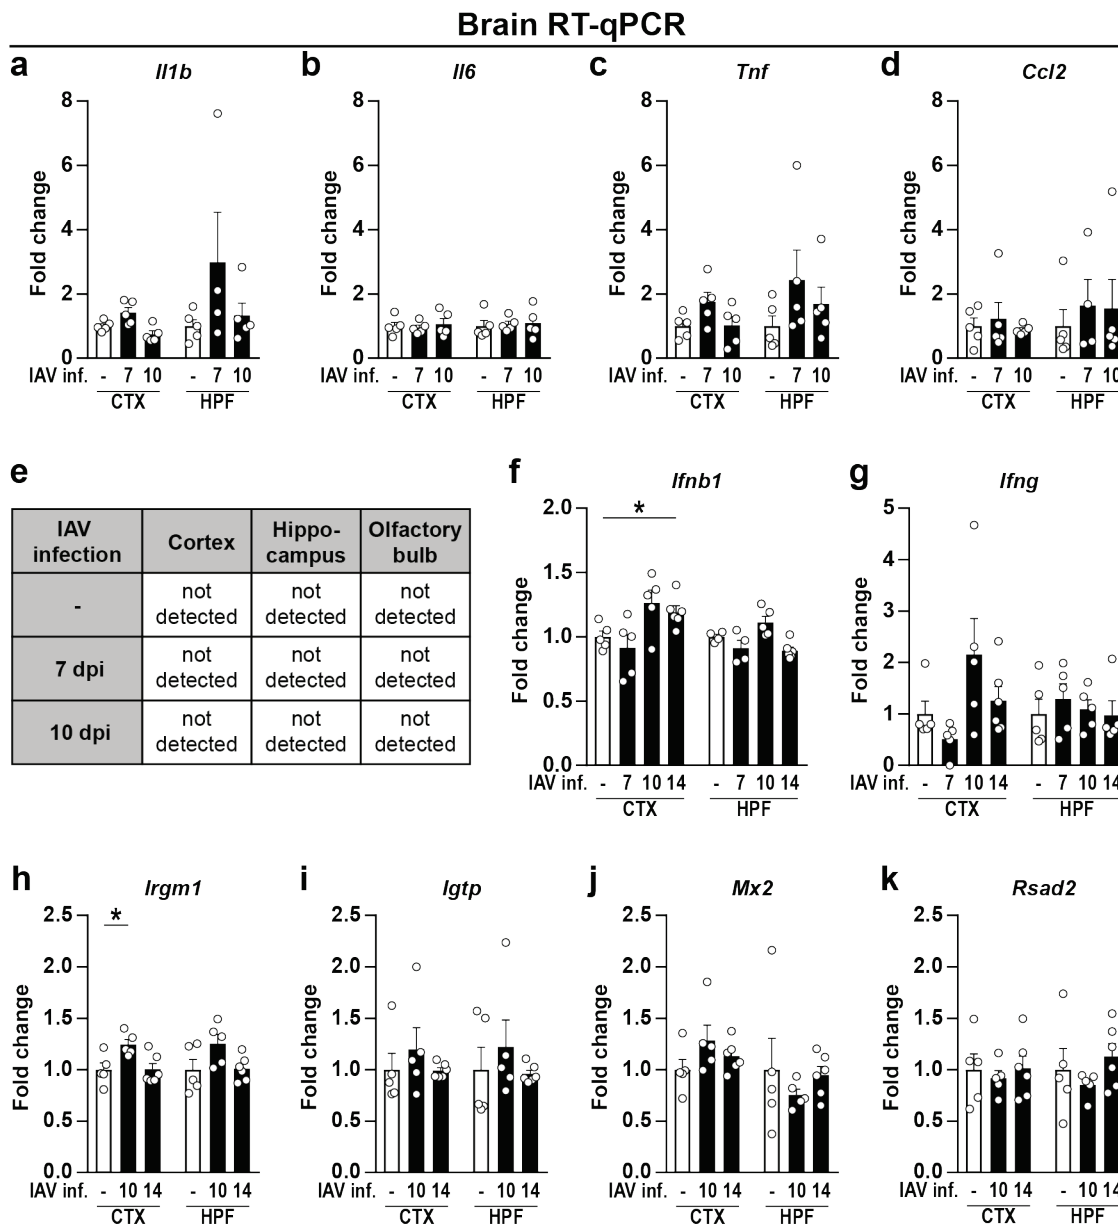 Brain RT-qPCR
a
Il1b
Fold change
8
6
4
2
0
IAV inf. - 7 10 - 7 10
CTX HPF
b
Il6
8
6
4
2
0
- 7 10 - 7 10
CTX HPF
c
Tnf
Fold change
8
6
4
2
0
IAV inf. - 7 10 - 7 10
CTX HPF
d
Ccl2
Fold change
8
6
4
2
0
IAV inf. - 7 10 - 7 10
CTX HPF
e
IAV infection
Cortex
Hippo-
campus
Olfactory
bulb
-
not detected
not detected
not detected
7 dpi
not detected
not detected
not detected
10 dpi
not detected
not detected
not detected
f
Ifnb1
*
Fold change
2.0
1.5
1.0
0.5
0.0
IAV inf. - 7 10 14 - 7 10 14
CTX HPF
g
Ifng
Fold change
5
4
3
2
1
0
IAV inf. - 7 10 14 - 7 10 14
CTX HPF
h
Irgm1
*
Fold change
2.5
2.0
1.5
1.0
0.5
0.0
IAV inf. - 10 14 - 10 14
CTX HPF
i
Igtp
Fold change
2.5
2.0
1.5
1.0
0.5
0.0
IAV inf. - 10 14 - 10 14
CTX HPF
j
Mx2
Fold change
2.5
2.0
1.5
1.0
0.5
0.0
IAV inf. - 10 14 - 10 14
CTX HPF
k
Rsad2
Fold change
2.5
2.0
1.5
1.0
0.5
0.0
IAV inf. - 10 14 - 10 14
CTX HPF